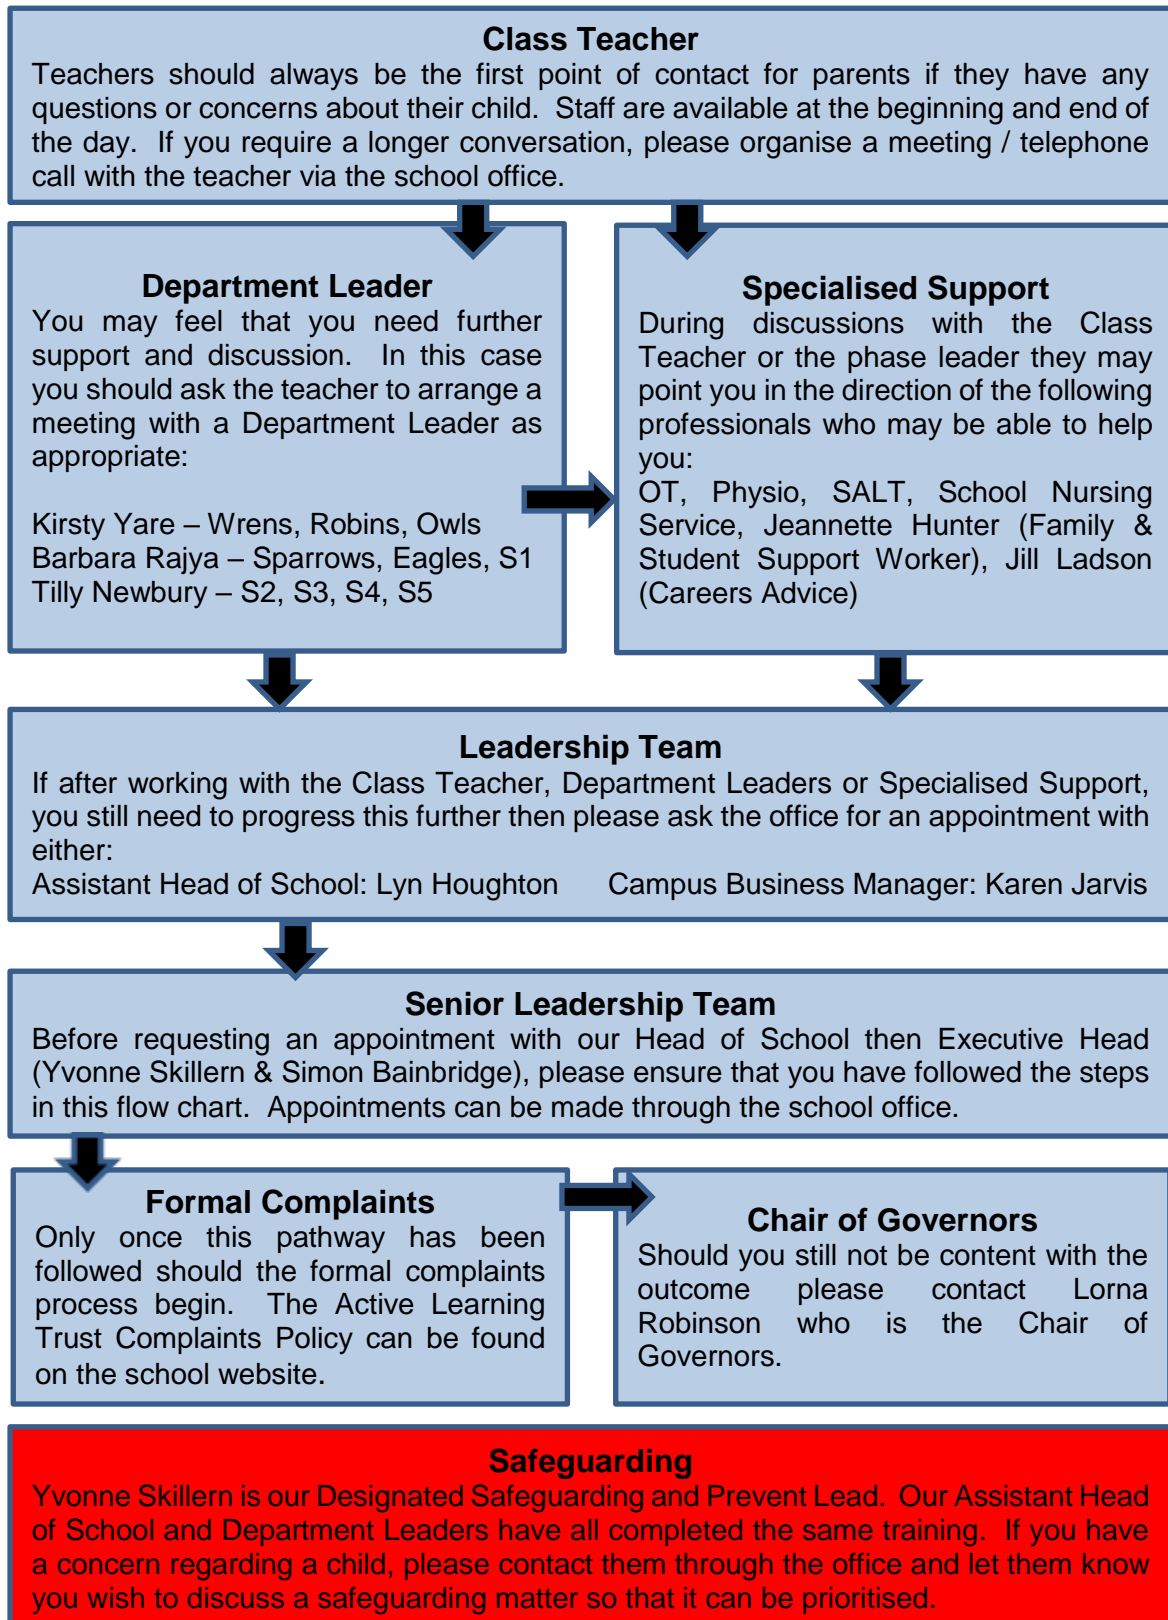 Class Teacher
Teachers should always be the first point of contact for parents if they have any
questions or concerns about their child. Staff are available at the beginning and end of
the day. If you require a longer conversation, please organise a meeting / telephone
call with the teacher via the school office.
Department Leader
You may feel that you need further
support and discussion. In this case
you should ask the teacher to arrange a
meeting with a Department Leader as
appropriate:
Kirsty Yare – Wrens, Robins, Owls
Barbara Rajya – Sparrows, Eagles, S1
Tilly Newbury – S2, S3, S4, S5
Specialised Support
During discussions with the Class
Teacher or the phase leader they may
point you in the direction of the following
professionals who may be able to help
you:
OT, Physio, SALT, School Nursing
Service, Jeannette Hunter (Family &
Student Support Worker), Jill Ladson
(Careers Advice)
Leadership Team
If after working with the Class Teacher, Department Leaders or Specialised Support,
you still need to progress this further then please ask the office for an appointment with
either:
Assistant Head of School: Lyn Houghton Campus Business Manager: Karen Jarvis
Senior Leadership Team
Before requesting an appointment with our Head of School then Executive Head
(Yvonne Skillern & Simon Bainbridge), please ensure that you have followed the steps
in this flow chart. Appointments can be made through the school office.
Formal Complaints
Only once this pathway has been
followed should the formal complaints
process begin. The Active Learning
Trust Complaints Policy can be found
on the school website.
Chair of Governors
Should you still not be content with the
outcome please contact Lorna
Robinson who is the Chair of
Governors.
Safeguarding
Yvonne Skillern is our Designated Safeguarding and Prevent Lead. Our Assistant Head
of School and Department Leaders have all completed the same training. If you have
a concern regarding a child, please contact them through the office and let them know
you wish to discuss a safeguarding matter so that it can be prioritised.